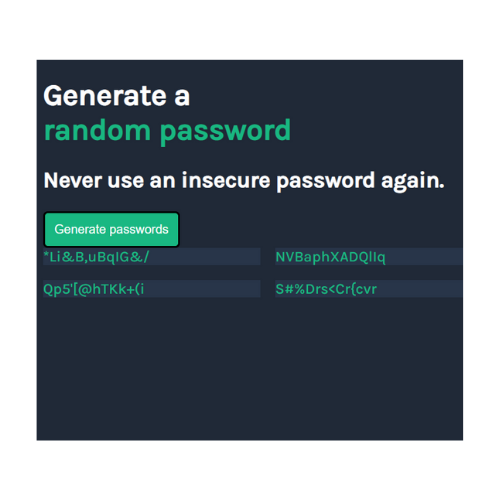 Generate a
random password
Never use an insecure password again.
Generate passwords
*Li&B,uBqIG&/
NVBaphXADQlIq
Qp5'[@hTKk+(i
S#%Drs<Cr{cvr